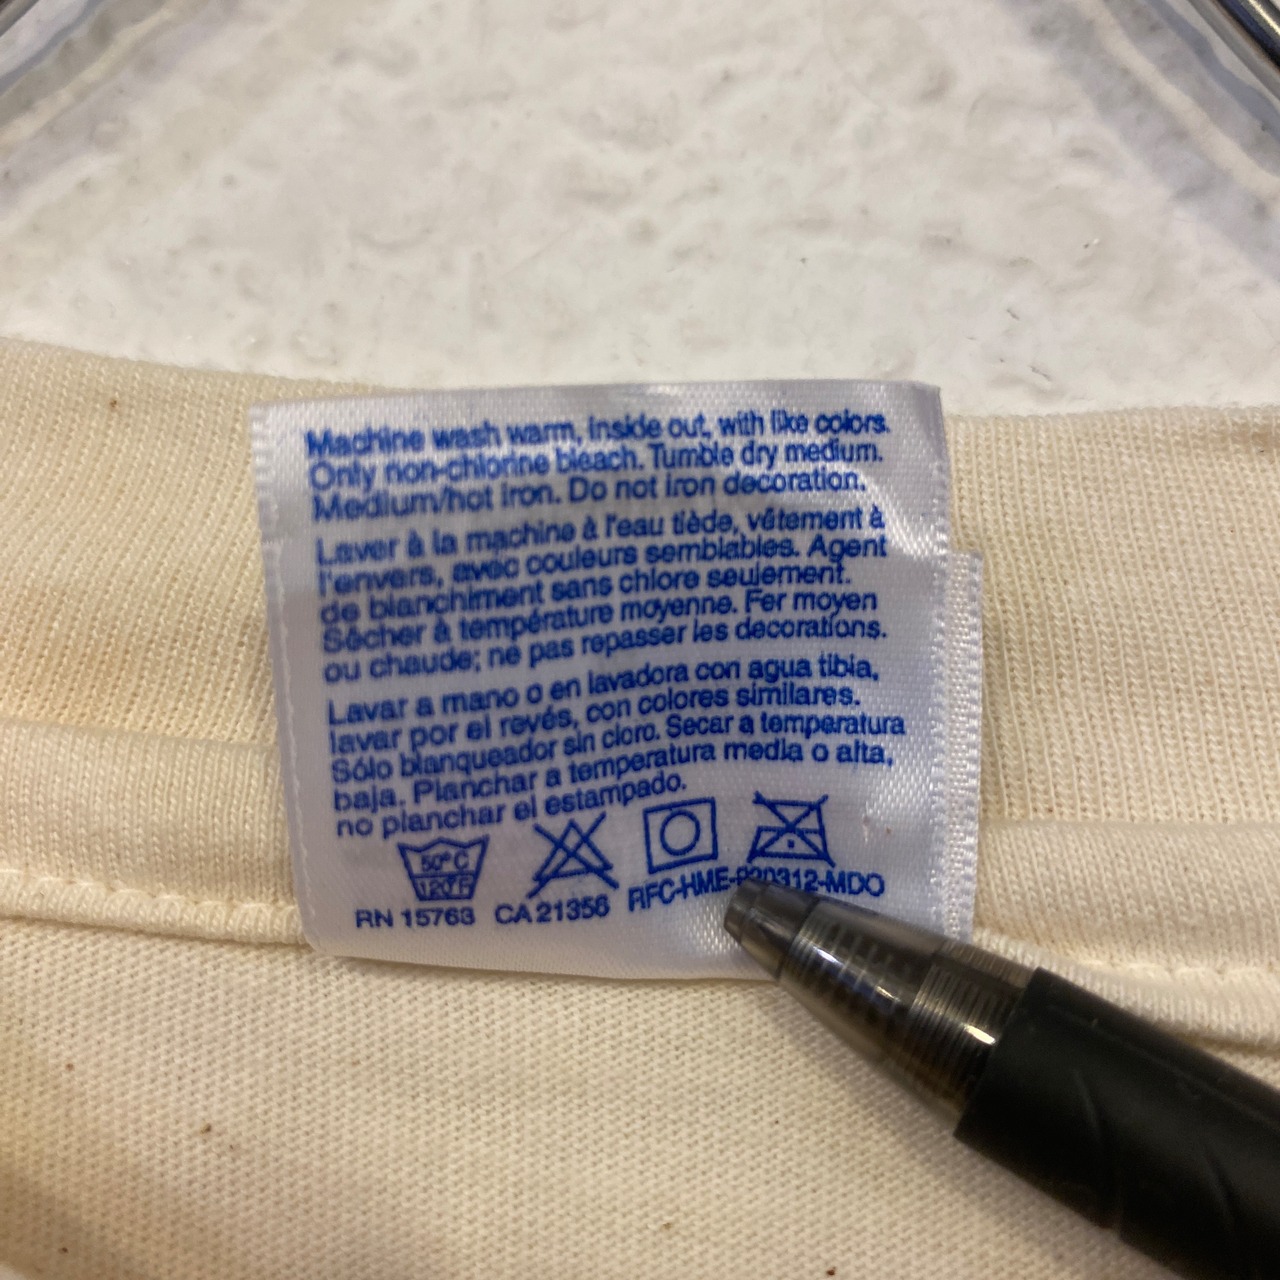 Machine wash warm, inside out, with like colors.
Only non-chlorine bleach. Tumble dry medium.
Medium/hot iron. Do not iron decoration.
Laver à la machine à l'eau tiède, vêtement à
l'envers, avec couleurs semblables. Agent
de blanchiment sans chlore seulement.
Sécher à température moyenne. Fer moyen
ou chaude; ne pas repasser les decorations.
Lavar a mano o en lavadora con agua tibia,
lavar por el revés, con colores similares.
Sólo blanqueador sin cloro. Secar a temperatura
baja. Planchar a temperatura media o alta,
no planchar el estampado.
50°C
120°F
RN 15763 CA 21356